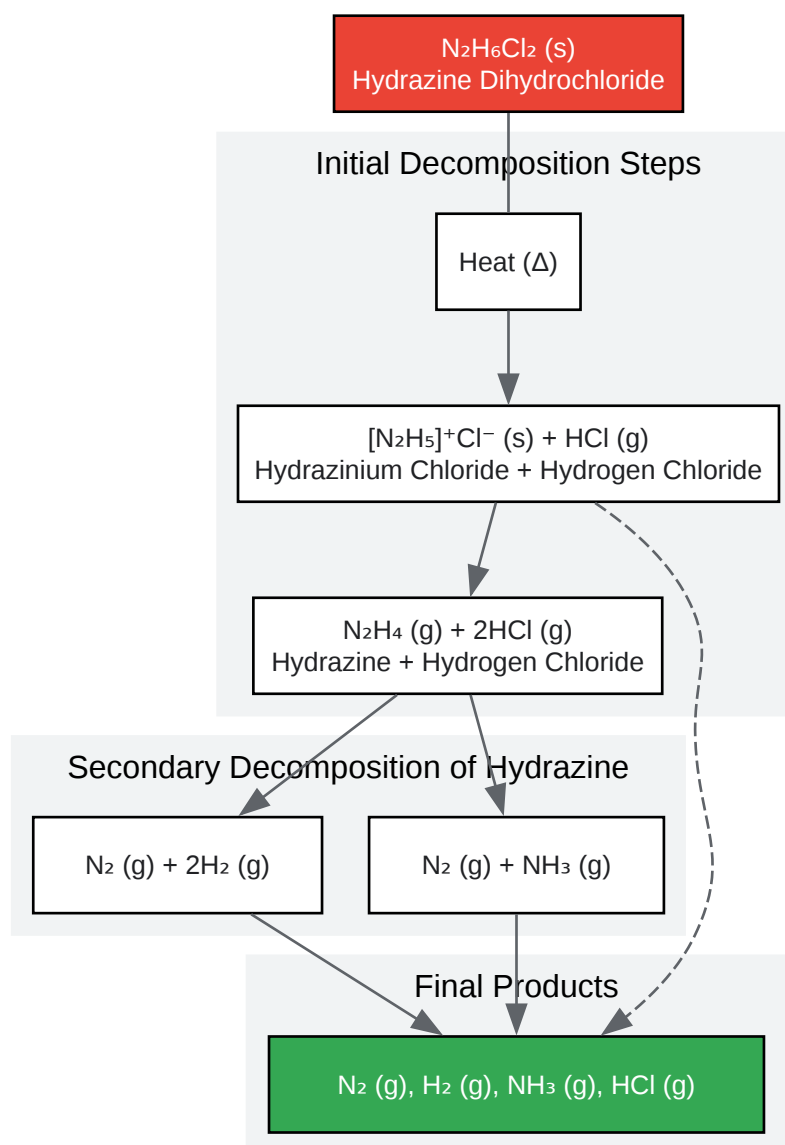 N₂H₆Cl₂ (s)
Hydrazine Dihydrochloride
Initial Decomposition Steps
Heat (Δ)
[N₂H₅]⁺Cl⁻ (s) + HCl (g)
Hydrazinium Chloride + Hydrogen Chloride
N₂H₄ (g) + 2HCl (g)
Hydrazine + Hydrogen Chloride
Secondary Decomposition of Hydrazine
N₂ (g) + 2H₂ (g)
N₂ (g) + NH₃ (g)
Final Products
N₂ (g), H₂ (g), NH₃ (g), HCl (g)